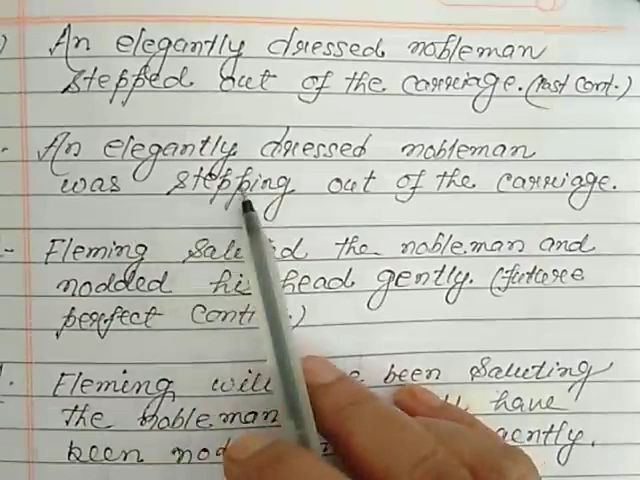 ) An elegantly dressed nobleman
stepped out of the carriage. (Past Cont.)
- An elegantly dressed nobleman
was stepping out of the carriage.
- Fleming the nobleman and
nodded head gently. (future
perfect
Fleming will been saluting
the nobleman have
been gently.